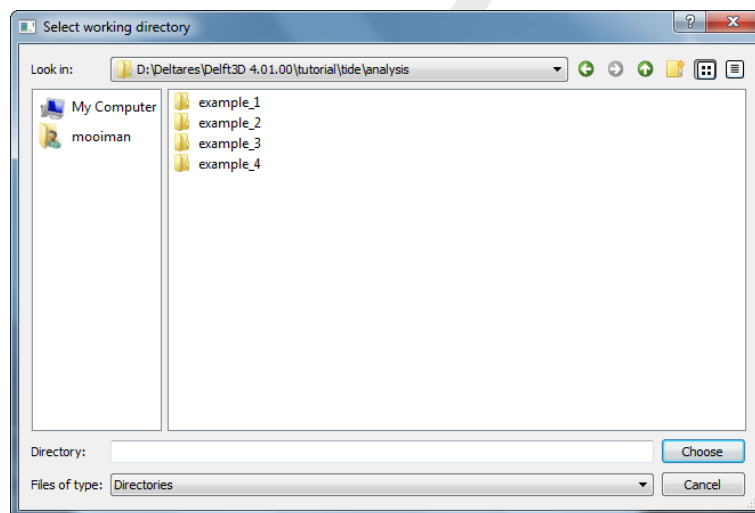 Select working directory
Look in: D:\Deltares\Delft3D 4.01.00\tutorial\tide\analysis
My Computer
mooiman
example_1
example_2
example_3
example_4
Directory: Choose
Files of type: Directories Cancel